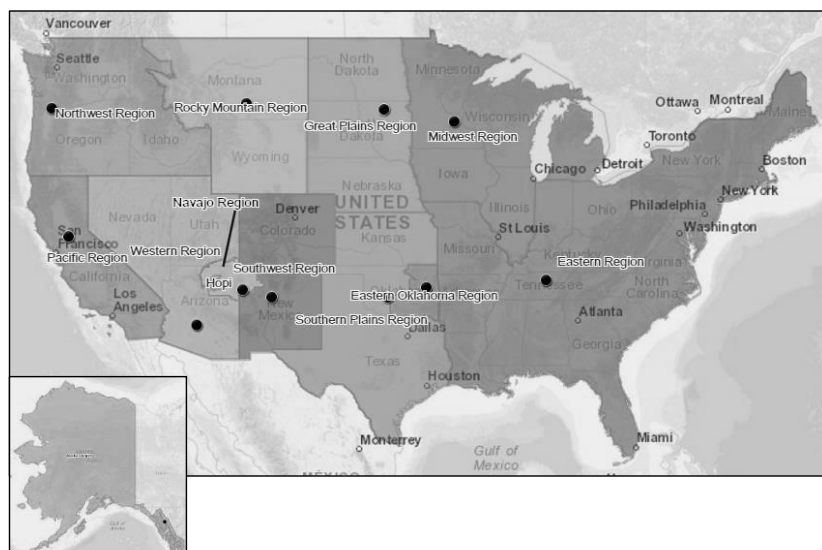 Vancouver
Seattle
Washington
Northwest Region
Oregon
Idaho
Montana
Rocky Mountain Region
Wyoming
North
Dakota
Great Plains Region
Dakota
Minnesota
Wisconsin
Midwest Region
Ottawa
Montreal
Maine
Toronto
New York
Boston
Chicago
Detroit
New York
Iowa
Nebraska
UNITED
STATES
Navajo Region
Nevada
Utah
Denver
Colorado
Kansas
Illinois
Ohio
Philadelphia
Washington
St Louis
Missouri
Kentucky
Virginia
San
Francisco
Pacific Region
California
Western Region
Southwest Region
Hopi
Arizona
New
Mexico
Eastern Region
Tennessee
North
Carolina
Eastern Oklahoma Region
Southern Plains Region
Los
Angeles
Dallas
Atlanta
Georgia
Texas
Houston
Monterrey
Miami
Gulf of
Mexico
MÉXICO